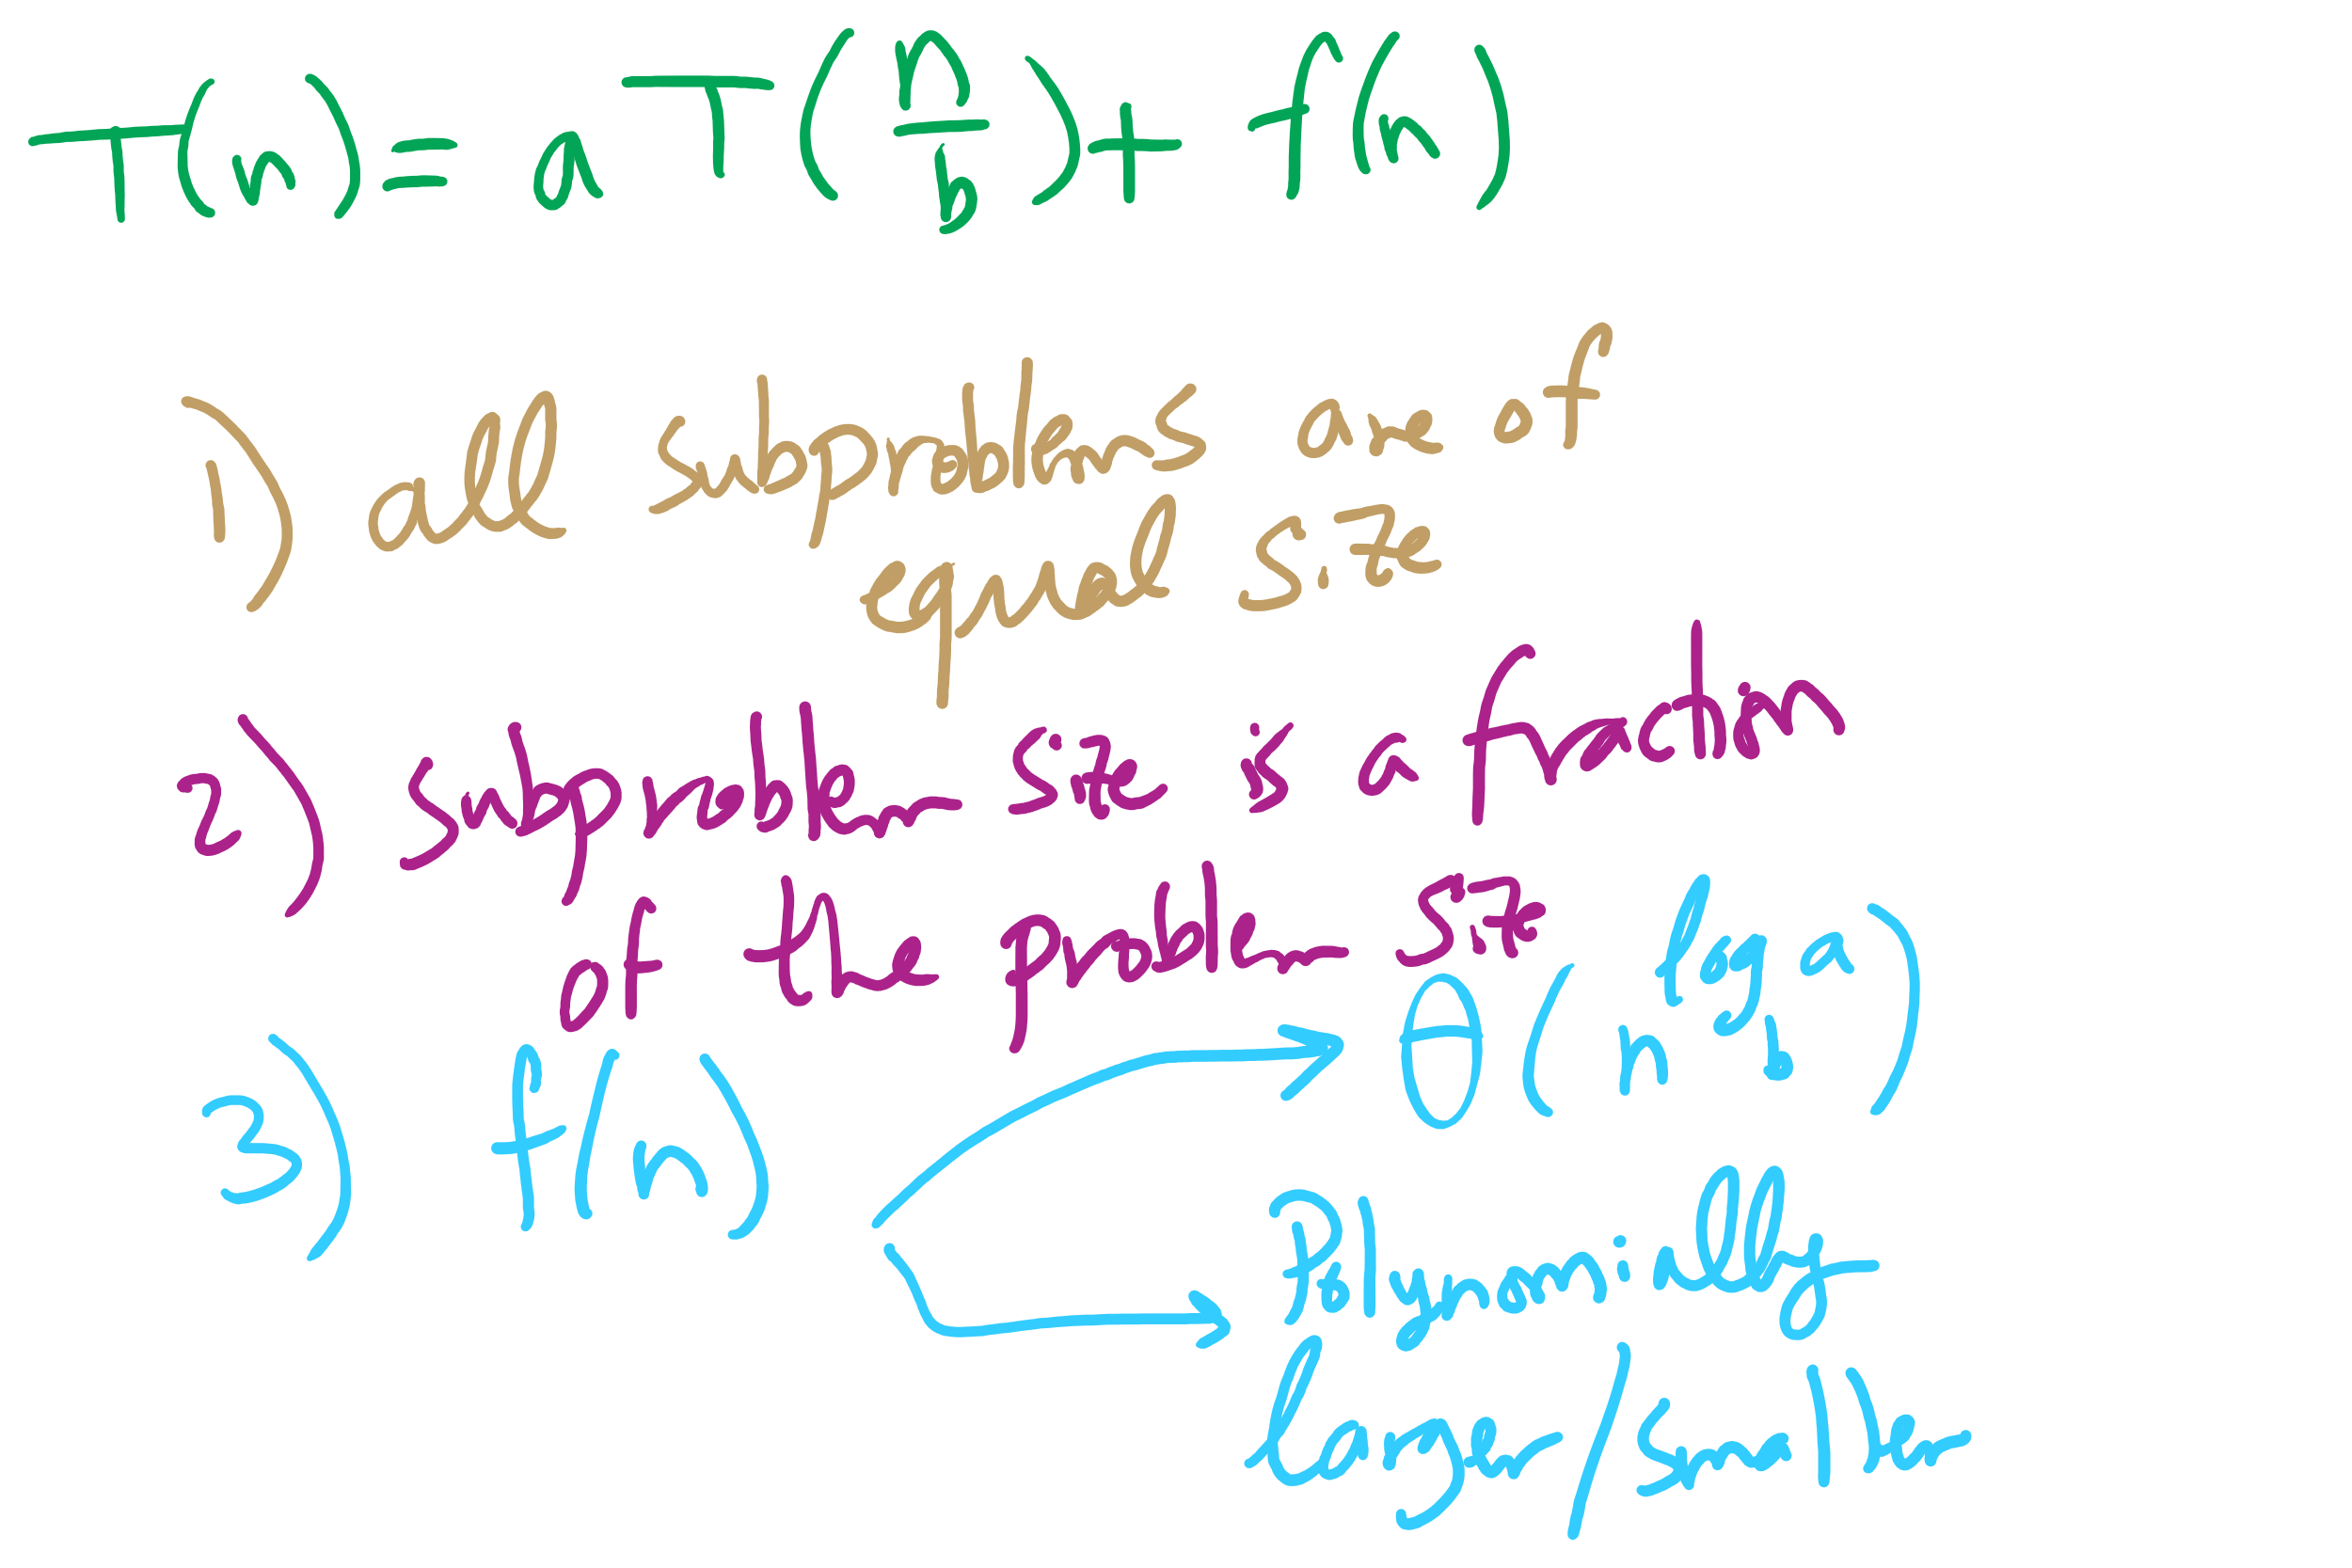 T(n) = a T(n/b) + f(n)
1) all subproblems are of
equal size
2) subproblem size is a fraction
of the problem size
3) f(n) → θ(n^log_b a)
→ Polynomially
larger/smaller